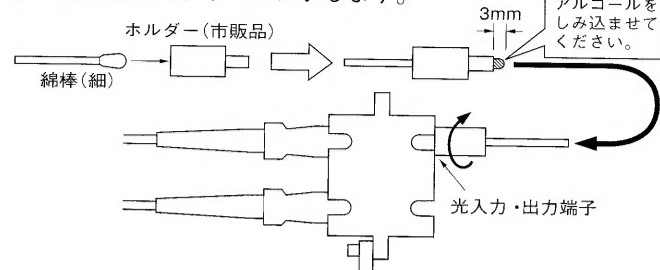 ホルダー(市販品)
綿棒(細)
3mm
アルコールを
しみ込ませて
ください。
光入力・出力端子